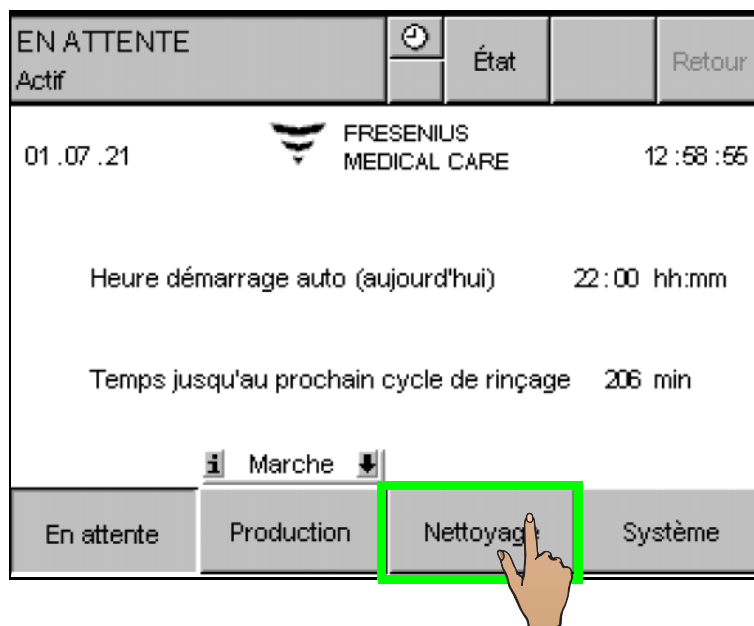 EN ATTENTE
Actif
État
Retour
01.07.21
FRESENIUS
MEDICAL CARE
12:58:55
Heure démarrage auto (aujourd'hui) 22:00 hh:mm
Temps jusqu'au prochain cycle de rinçage 206 min
i Marche
En attente
Production
Nettoyage
Système